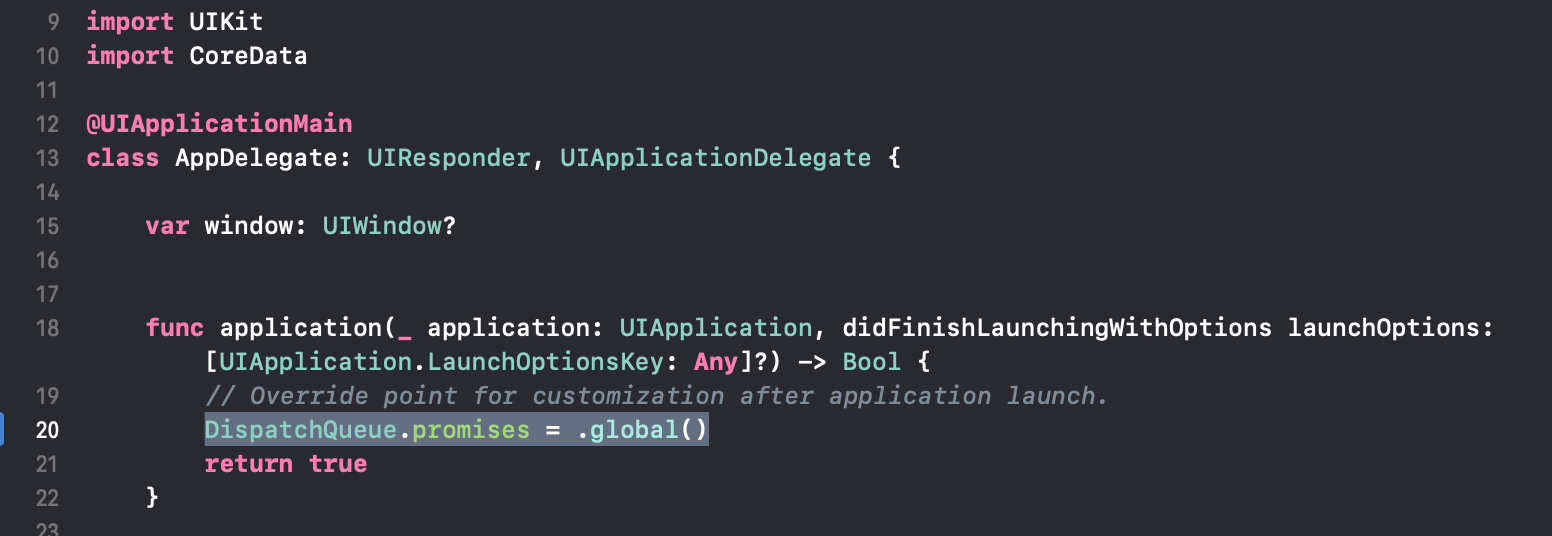 9 import UIKit
10 import CoreData
11
12 @UIApplicationMain
13 class AppDelegate: UIResponder, UIApplicationDelegate {
14
15 var window: UIWindow?
16
17
18 func application(_ application: UIApplication, didFinishLaunchingWithOptions launchOptions:
[UIApplication.LaunchOptionsKey: Any]?) -> Bool {
19 // Override point for customization after application launch.
20 DispatchQueue.promises = .global()
21 return true
22 }
23